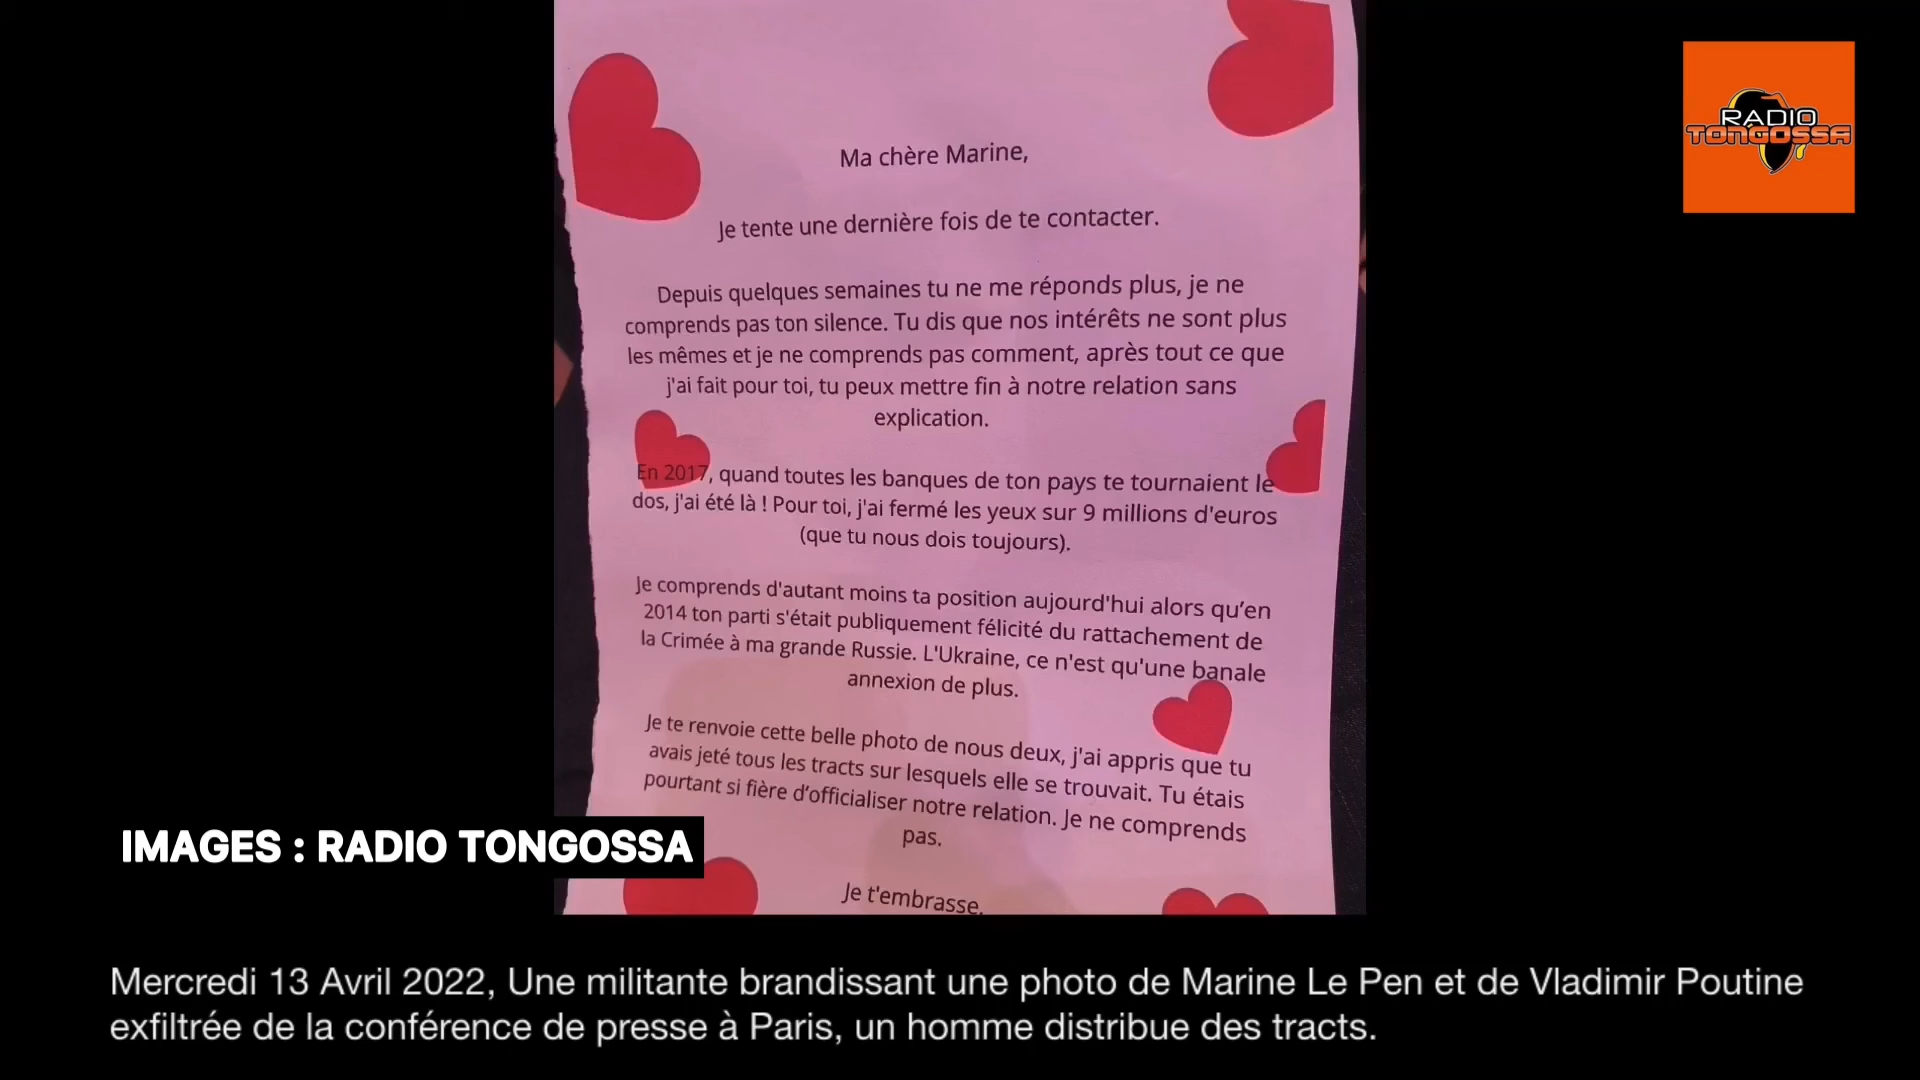 RADIO
TONGOSSA
Ma chère Marine,
Je tente une dernière fois de te contacter.
Depuis quelques semaines tu ne me réponds plus, je ne
comprends pas ton silence. Tu dis que nos intérêts ne sont plus
les mêmes et je ne comprends pas comment, après tout ce que
j'ai fait pour toi, tu peux mettre fin à notre relation sans
explication.
En 2017, quand toutes les banques de ton pays te tournaient le
dos, j'ai été là ! Pour toi, j'ai fermé les yeux sur 9 millions d'euros
(que tu nous dois toujours).
Je comprends d'autant moins ta position aujourd'hui alors qu’en
2014 ton parti s'était publiquement félicité du rattachement de
la Crimée à ma grande Russie. L'Ukraine, ce n'est qu'une banale
annexion de plus.
Je te renvoie cette belle photo de nous deux, j'ai appris que tu
avais jeté tous les tracts sur lesquels elle se trouvait. Tu étais
pourtant si fière d’officialiser notre relation. Je ne comprends
pas.
Je t'embrasse.
IMAGES : RADIO TONGOSSA
Mercredi 13 Avril 2022, Une militante brandissant une photo de Marine Le Pen et de Vladimir Poutine
exfiltrée de la conférence de presse à Paris, un homme distribue des tracts.